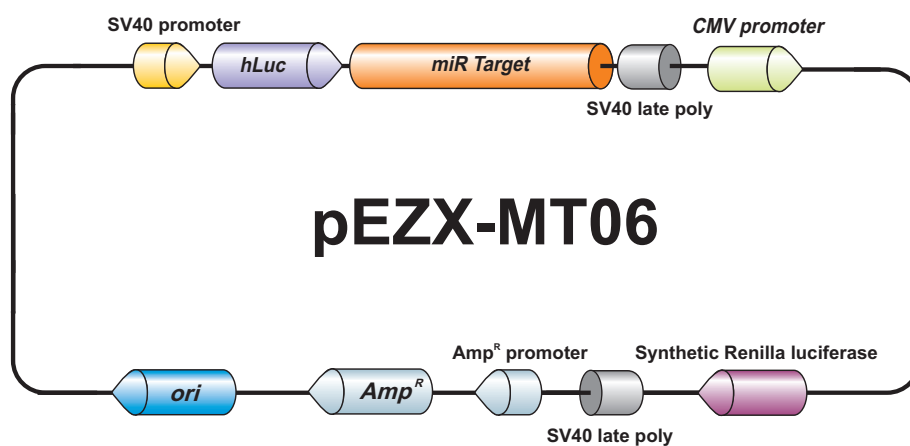 SV40 promoter
hLuc
miR Target
SV40 late poly
CMV promoter
pEZX-MT06
ori
Amp^R
Amp^R promoter
SV40 late poly
Synthetic Renilla luciferase